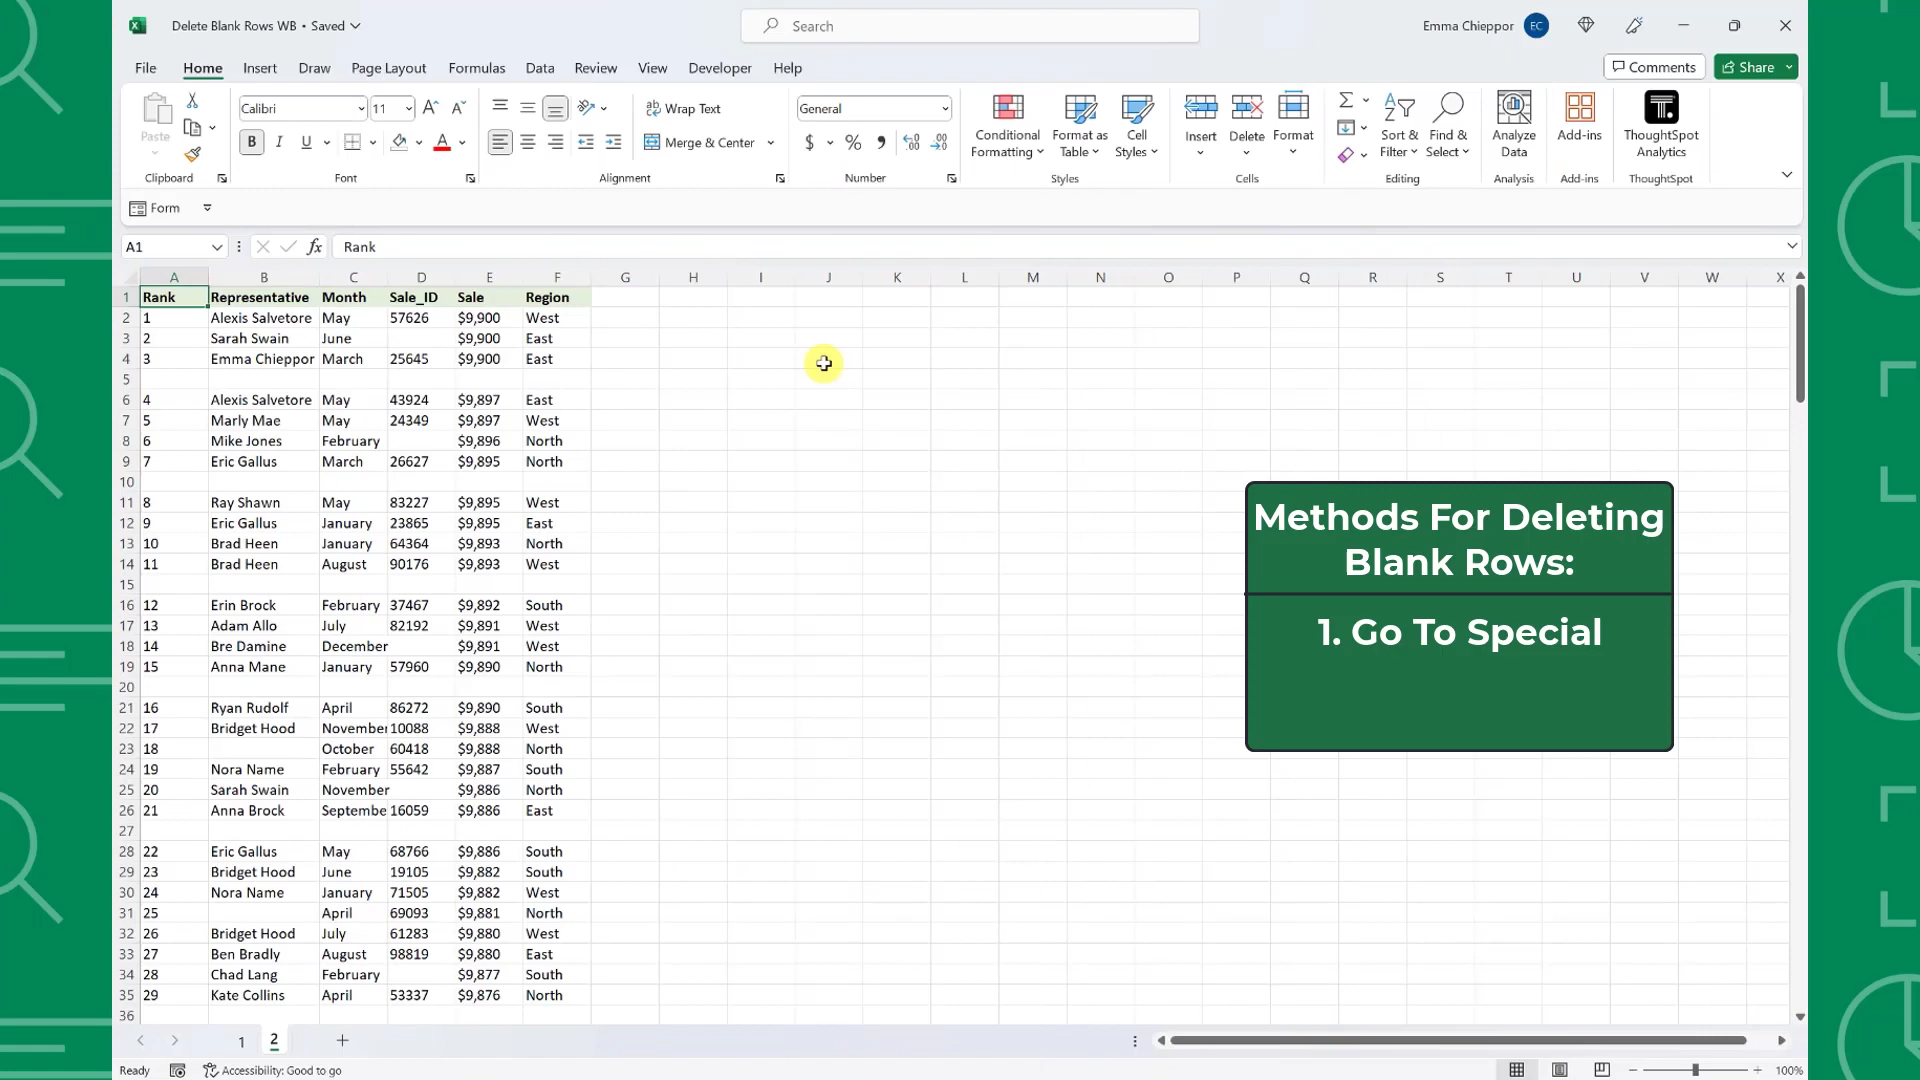 Delete Blank Rows WB • Saved
Search
Emma Chieppor EC
File Home Insert Draw Page Layout Formulas Data Review View Developer Help
Comments Share
Paste
Calibri 11
B I U
Wrap Text
Merge & Center
General
$ % ,
Conditional Formatting
Format as Table
Cell Styles
Insert Delete Format
Sort & Filter
Find & Select
Analyze Data
Add-ins
ThoughtSpot Analytics
Clipboard Font Alignment Number Styles Cells Editing Analysis Add-ins ThoughtSpot
Form
A1 fx Rank
A B C D E F G H I J K L M N O P Q R S T U V W X
1 Rank Representative Month Sale_ID Sale Region
2 1 Alexis Salvetore May 57626 $9,900 West
3 2 Sarah Swain June $9,900 East
4 3 Emma Chieppor March 25645 $9,900 East
5
6 4 Alexis Salvetore May 43924 $9,897 East
7 5 Marly Mae May 24349 $9,897 West
8 6 Mike Jones February $9,896 North
9 7 Eric Gallus March 26627 $9,895 North
10
11 8 Ray Shawn May 83227 $9,895 West
12 9 Eric Gallus January 23865 $9,895 East
13 10 Brad Heen January 64364 $9,893 North
14 11 Brad Heen August 90176 $9,893 West
15
16 12 Erin Brock February 37467 $9,892 South
17 13 Adam Allo July 82192 $9,891 West
18 14 Bre Damine December $9,891 West
19 15 Anna Mane January 57960 $9,890 North
20
21 16 Ryan Rudolf April 86272 $9,890 South
22 17 Bridget Hood November 10088 $9,888 West
23 18 October 60418 $9,888 North
24 19 Nora Name February 55642 $9,887 South
25 20 Sarah Swain November $9,886 North
26 21 Anna Brock Septembe 16059 $9,886 East
27
28 22 Eric Gallus May 68766 $9,886 South
29 23 Bridget Hood June 19105 $9,882 South
30 24 Nora Name January 71505 $9,882 West
31 25 April 69093 $9,881 North
32 26 Bridget Hood July 61283 $9,880 West
33 27 Ben Bradly August 98819 $9,880 East
34 28 Chad Lang February $9,877 South
35 29 Kate Collins April 53337 $9,876 North
36
Methods For Deleting
Blank Rows:
1. Go To Special
1 2
Ready Accessibility: Good to go 100%